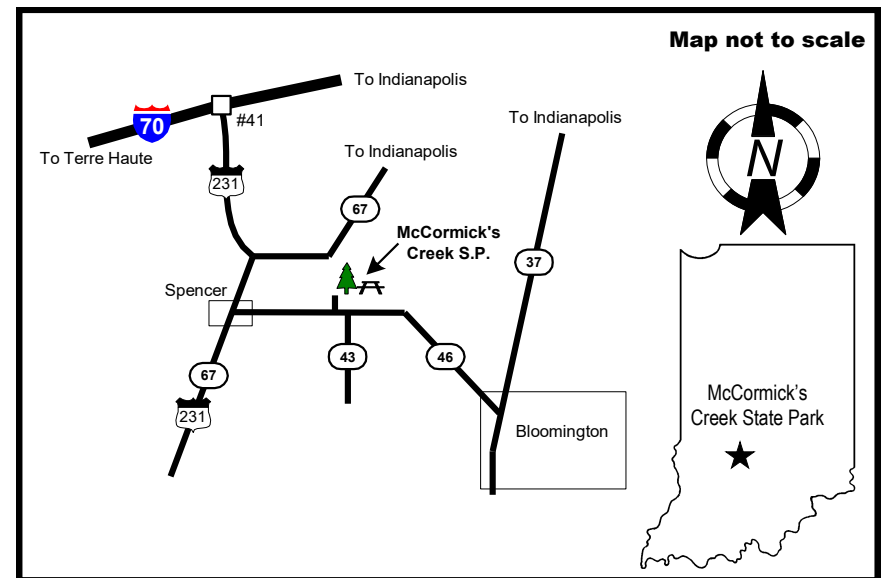 Map not to scale
To Indianapolis
#41
70
To Terre Haute
To Indianapolis
To Indianapolis
231
67
McCormick's
Creek S.P.
N
37
Spencer
67
43
46
231
Bloomington
McCormick's
Creek State Park